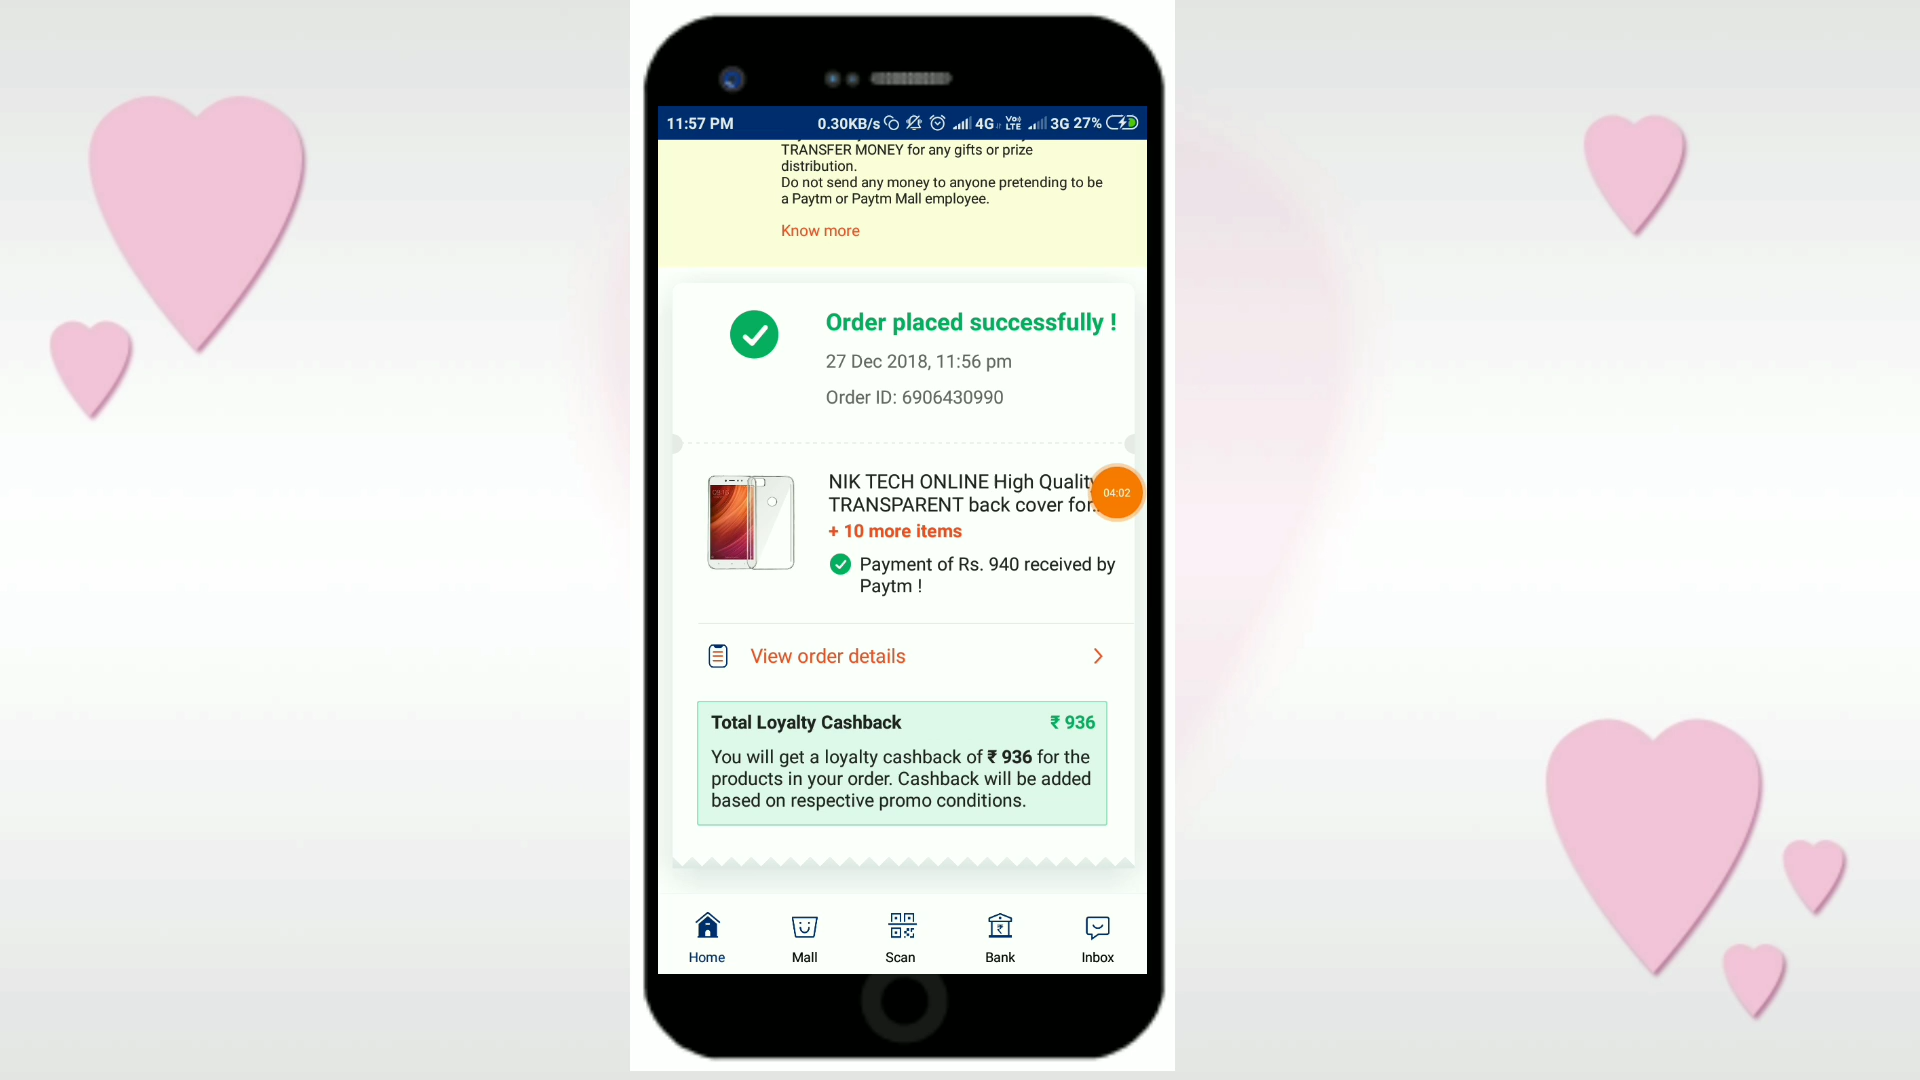 11:57 PM 0.30KB/s 4G VoLTE 3G 27%
TRANSFER MONEY for any gifts or prize
distribution.
Do not send any money to anyone pretending to be
a Paytm or Paytm Mall employee.
Know more
Order placed successfully !
27 Dec 2018, 11:56 pm
Order ID: 6906430990
NIK TECH ONLINE High Quality
TRANSPARENT back cover for..
04:02
+ 10 more items
Payment of Rs. 940 received by
Paytm !
View order details
Total Loyalty Cashback ₹ 936
You will get a loyalty cashback of ₹ 936 for the
products in your order. Cashback will be added
based on respective promo conditions.
Home Mall Scan Bank Inbox